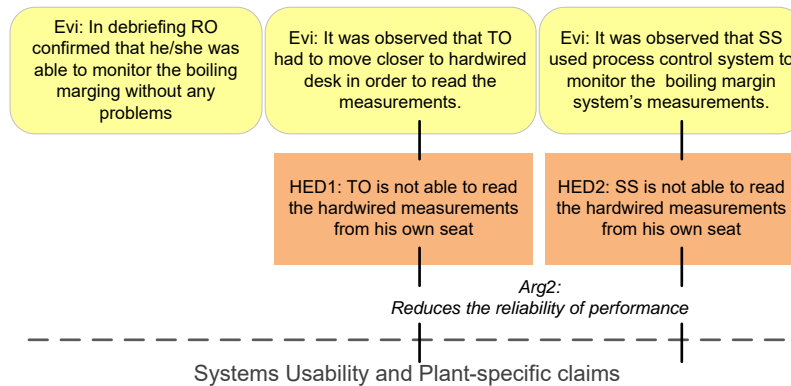 Evi: In debriefing RO
confirmed that he/she was
able to monitor the boiling
marging without any
problems
Evi: It was observed that TO
had to move closer to hardwired
desk in order to read the
measurements.
Evi: It was observed that SS
used process control system to
monitor the boiling margin
system's measurements.
HED1: TO is not able to read
the hardwired measurements
from his own seat
HED2: SS is not able to read
the hardwired measurements
from his own seat
Arg2:
Reduces the reliability of performance
Systems Usability and Plant-specific claims